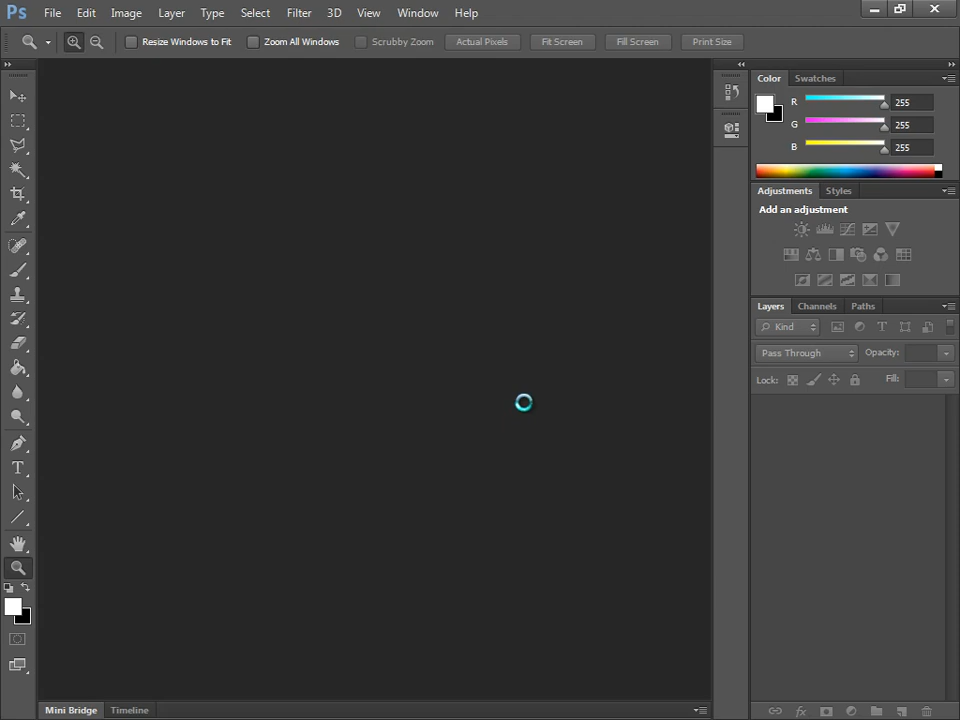 Ps File Edit Image Layer Type Select Filter 3D View Window Help
Resize Windows to Fit Zoom All Windows Scrubby Zoom Actual Pixels Fit Screen Fill Screen Print Size
Color Swatches
R 255
G 255
B 255
Adjustments Styles
Add an adjustment
Layers Channels Paths
Kind T
Pass Through Opacity:
Lock: Fill:
T
Mini Bridge Timeline
fx